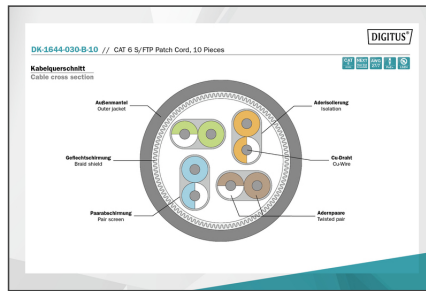 DIGITUS®
DK-1644-030-B-10 // CAT 6 S/FTP Patch Cord, 10 Pieces
Kabelquerschnitt
Cable cross section
Außenmantel
Outer jacket
Aderisolierung
Isolation
Geflechtschirmung
Braid shield
Cu-Draht
Cu-Wire
Paarabschirmung
Pair screen
Adernpaare
Twisted pair